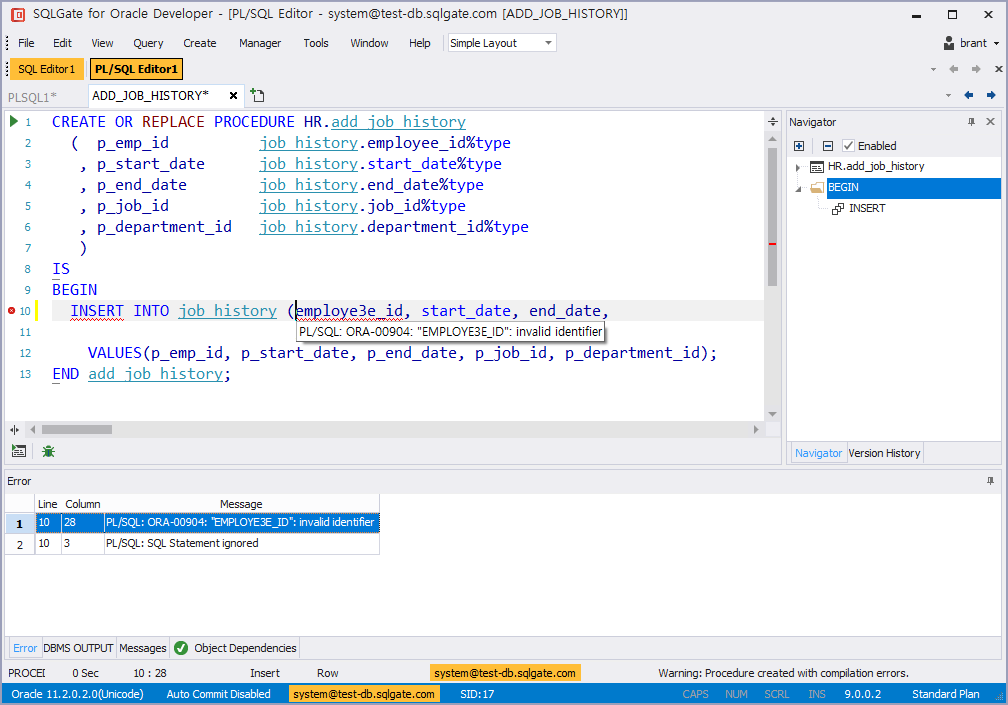 SQLGate for Oracle Developer - [PL/SQL Editor - system@test-db.sqlgate.com [ADD_JOB_HISTORY]]
File Edit View Query Create Manager Tools Window Help Simple Layout brant
SQL Editor1 PL/SQL Editor1
PLSQL1* ADD_JOB_HISTORY*
1 CREATE OR REPLACE PROCEDURE HR.add_job_history
2 ( p_emp_id job_history.employee_id%type
3 , p_start_date job_history.start_date%type
4 , p_end_date job_history.end_date%type
5 , p_job_id job_history.job_id%type
6 , p_department_id job_history.department_id%type
7 )
8 IS
9 BEGIN
10 INSERT INTO job_history (employe3e_id, start_date, end_date,
PL/SQL: ORA-00904: "EMPLOYE3E_ID": invalid identifier
11
12 VALUES(p_emp_id, p_start_date, p_end_date, p_job_id, p_department_id);
13 END add_job_history;
Navigator
Enabled
HR.add_job_history
BEGIN
INSERT
Navigator Version History
Error
Line Column Message
1 10 28 PL/SQL: ORA-00904: "EMPLOYE3E_ID": invalid identifier
2 10 3 PL/SQL: SQL Statement ignored
Error DBMS OUTPUT Messages Object Dependencies
PROCEI 0 Sec 10 : 28 Insert Row system@test-db.sqlgate.com Warning: Procedure created with compilation errors.
Oracle 11.2.0.2.0(Unicode) Auto Commit Disabled system@test-db.sqlgate.com SID:17 CAPS NUM SCRL INS 9.0.0.2 Standard Plan